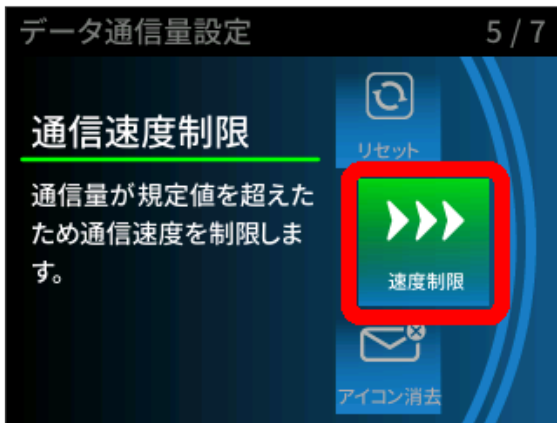 データ通信量設定 5 / 7
リセット
通信速度制限
通信量が規定値を超えた
ため通信速度を制限しま
す。
速度制限
アイコン消去